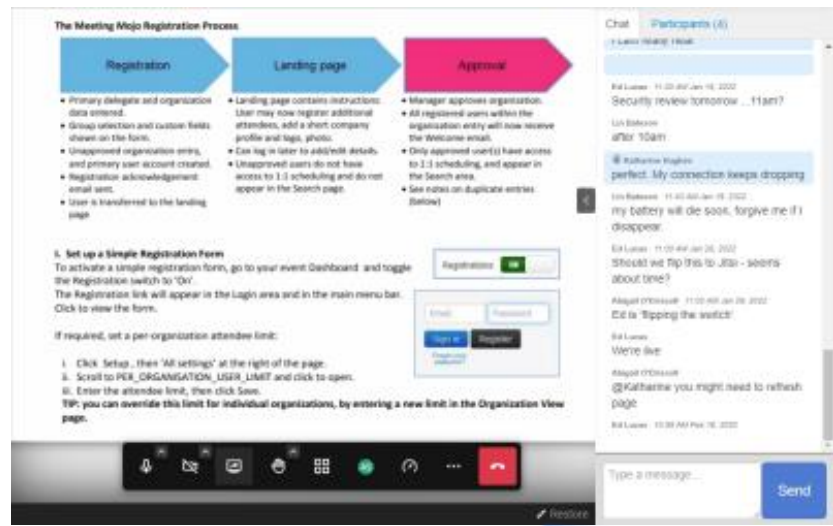 The Meeting Mojo Registration Process
Registration
Landing page
Approval
• Primary delegate and organisation
data entered.
• Group selection and custom fields
shown on the form.
• Unapproved organisation entry,
and primary user account created.
• Registration acknowledgement
email sent.
• User is transferred to the landing
page
• Landing page contains instructions
User may now register additional
attendees, add a short company
profile and logo, photo.
• Can log in later to add/edit details.
• Unapproved users do not have
access to 1:1 scheduling and do not
appear in the Search page.
• Manager approves organisation.
• All registered users within the
organisation entry will now receive
the Welcome email.
• Only approved user(s) have access
to 1:1 scheduling, and appear in
the Search area.
• See notes on duplicate entries
(below)
I. Set up a Simple Registration Form
To activate a simple registration form, go to your event Dashboard and toggle
the Registration switch to 'On'.
The Registration link will appear in the Login area and in the main menu bar.
Click to view the form.
Registrations
Email
Password
Sign in
Register
If required, set a per-organization attendee limit:
i. Click Setup , then 'All settings' at the right of the page.
ii. Scroll to PER_ORGANISATION_USER_LIMIT and click to open.
iii. Enter the attendee limit, then click Save.
TIP: you can override this limit for individual organizations, by entering a new limit in the Organization View
page.
Restore
Chat
Participants (4)
Ed Lucas
Security review tomorrow ...11am?
Lin Bateson
after 10am
Katharine Hughes
perfect. My connection keeps dropping
Lin Bateson
my battery will die soon, forgive me if I
disappear.
Ed Lucas
Should we flip this to Jitsi - seems
about time?
Abigail O'Driscoll
Ed is 'flipping the switch'
Ed Lucas
We're live
Abigail O'Driscoll
@Katharine you might need to refresh
page
Ed Lucas
Type a message...
Send